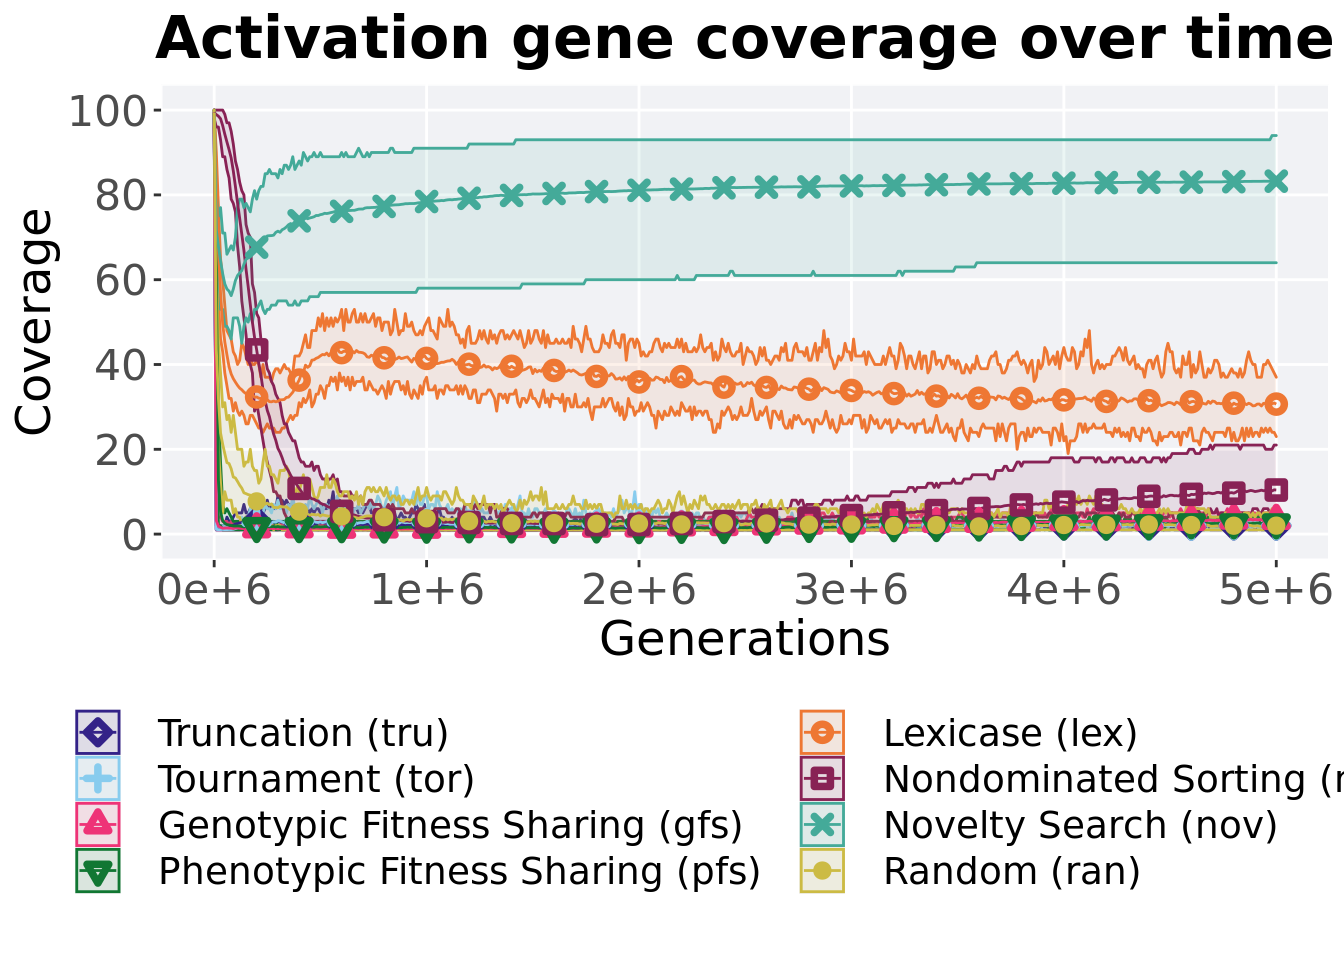 Activation gene coverage over time
100
80
60
40
20
0
Coverage
0e+6 1e+6 2e+6 3e+6 4e+6 5e+6
Generations
Truncation (tru)
Tournament (tor)
Genotypic Fitness Sharing (gfs)
Phenotypic Fitness Sharing (pfs)
Lexicase (lex)
Nondominated Sorting (
Novelty Search (nov)
Random (ran)